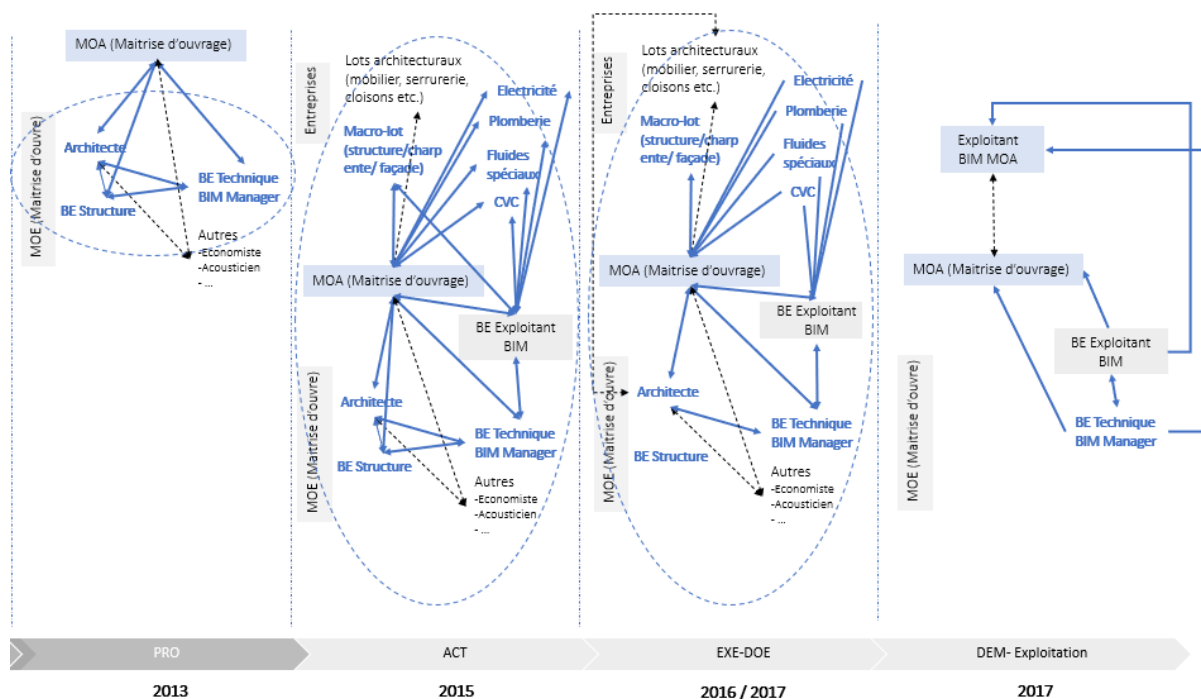 MOA (Maitrise d'ouvrage)
MOE (Maitrise d'ouvre)
Architecte
BE Technique
BIM Manager
BE Structure
Autres
-Economiste
-Acousticien
- ...
Entreprises
Lots architecturaux
(mobilier, serrurerie,
cloisons etc.)
Electricité
Plomberie
Macro-lot
(structure/charp
ente/ façade)
Fluides
spéciaux
CVC
MOA (Maitrise d'ouvrage)
BE Exploitant
BIM
MOE (Maitrise d'ouvre)
Architecte
BE Technique
BIM Manager
BE Structure
Autres
-Economiste
-Acousticien
- ...
Entreprises
Lots architecturaux
(mobilier, serrurerie,
cloisons etc.)
Electricité
Plomberie
Macro-lot
(structure/charp
ente/ façade)
Fluides
spéciaux
CVC
MOA (Maitrise d'ouvrage)
BE Exploitant
BIM
MOE (Maitrise d'ouvre)
Architecte
BE Technique
BIM Manager
BE Structure
Autres
-Economiste
-Acousticien
- ...
Exploitant
BIM MOA
MOA (Maitrise d'ouvrage)
BE Exploitant
BIM
MOE (Maitrise d'ouvre)
BE Technique
BIM Manager
PRO
ACT
EXE-DOE
DEM- Exploitation
2013
2015
2016 / 2017
2017